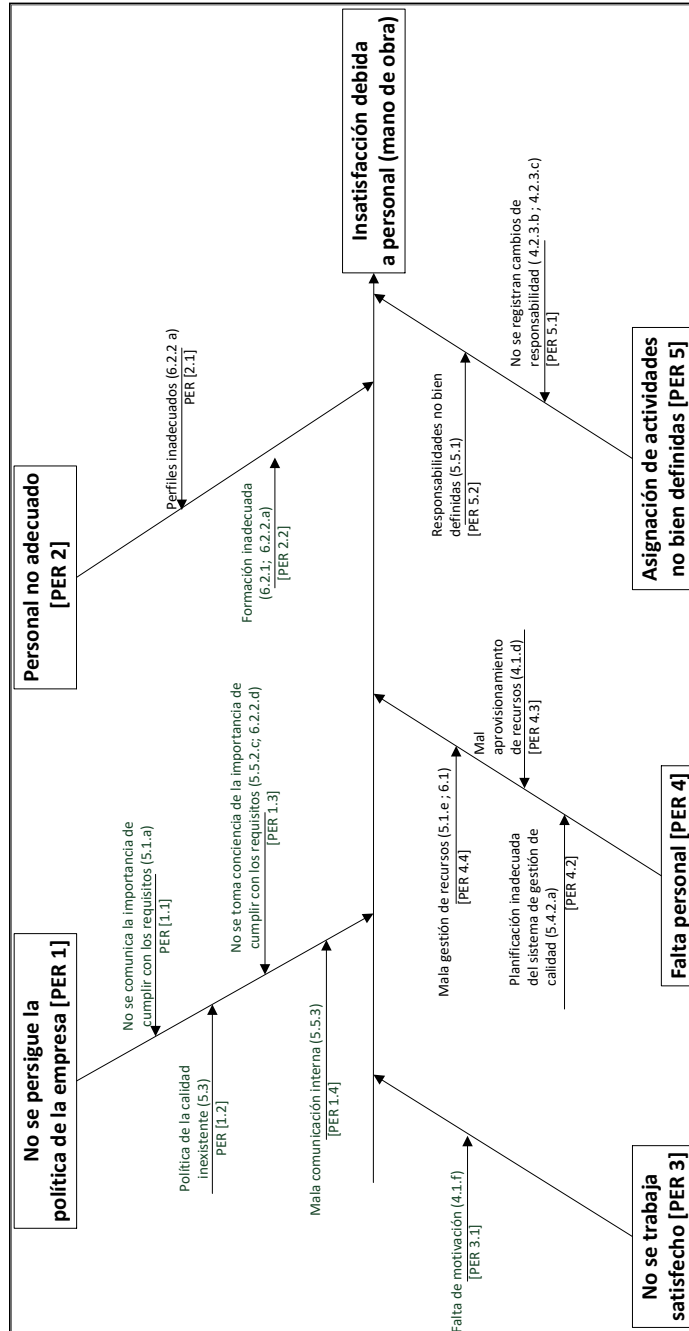 No se persigue la
política de la empresa [PER 1]
No se comunica la importancia de
cumplir con los requisitos (5.1.a)
PER [1.1]
Política de la calidad
inexistente (5.3)
PER [1.2]
No se toma conciencia de la importancia de
cumplir con los requisitos (5.5.2.c; 6.2.2.d)
[PER 1.3]
Mala comunicación interna (5.5.3)
[PER 1.4]
Personal no adecuado
[PER 2]
Perfiles inadecuados (6.2.2 a)
PER [2.1]
Formación inadecuada
(6.2.1; 6.2.2.a)
[PER 2.2]
Insatisfacción debida
a personal (mano de obra)
Falta de motivación (4.1.f)
[PER 3.1]
No se trabaja
satisfecho [PER 3]
Mala gestión de recursos (5.1.e ; 6.1)
[PER 4.4]
Mal
aprovisionamiento
de recursos (4.1.d)
[PER 4.3]
Planificación inadecuada
del sistema de gestión de
calidad (5.4.2.a)
[PER 4.2]
Falta personal [PER 4]
Responsabilidades no bien
definidas (5.5.1)
[PER 5.2]
No se registran cambios de
responsabilidad ( 4.2.3.b ; 4.2.3.c)
[PER 5.1]
Asignación de actividades
no bien definidas [PER 5]